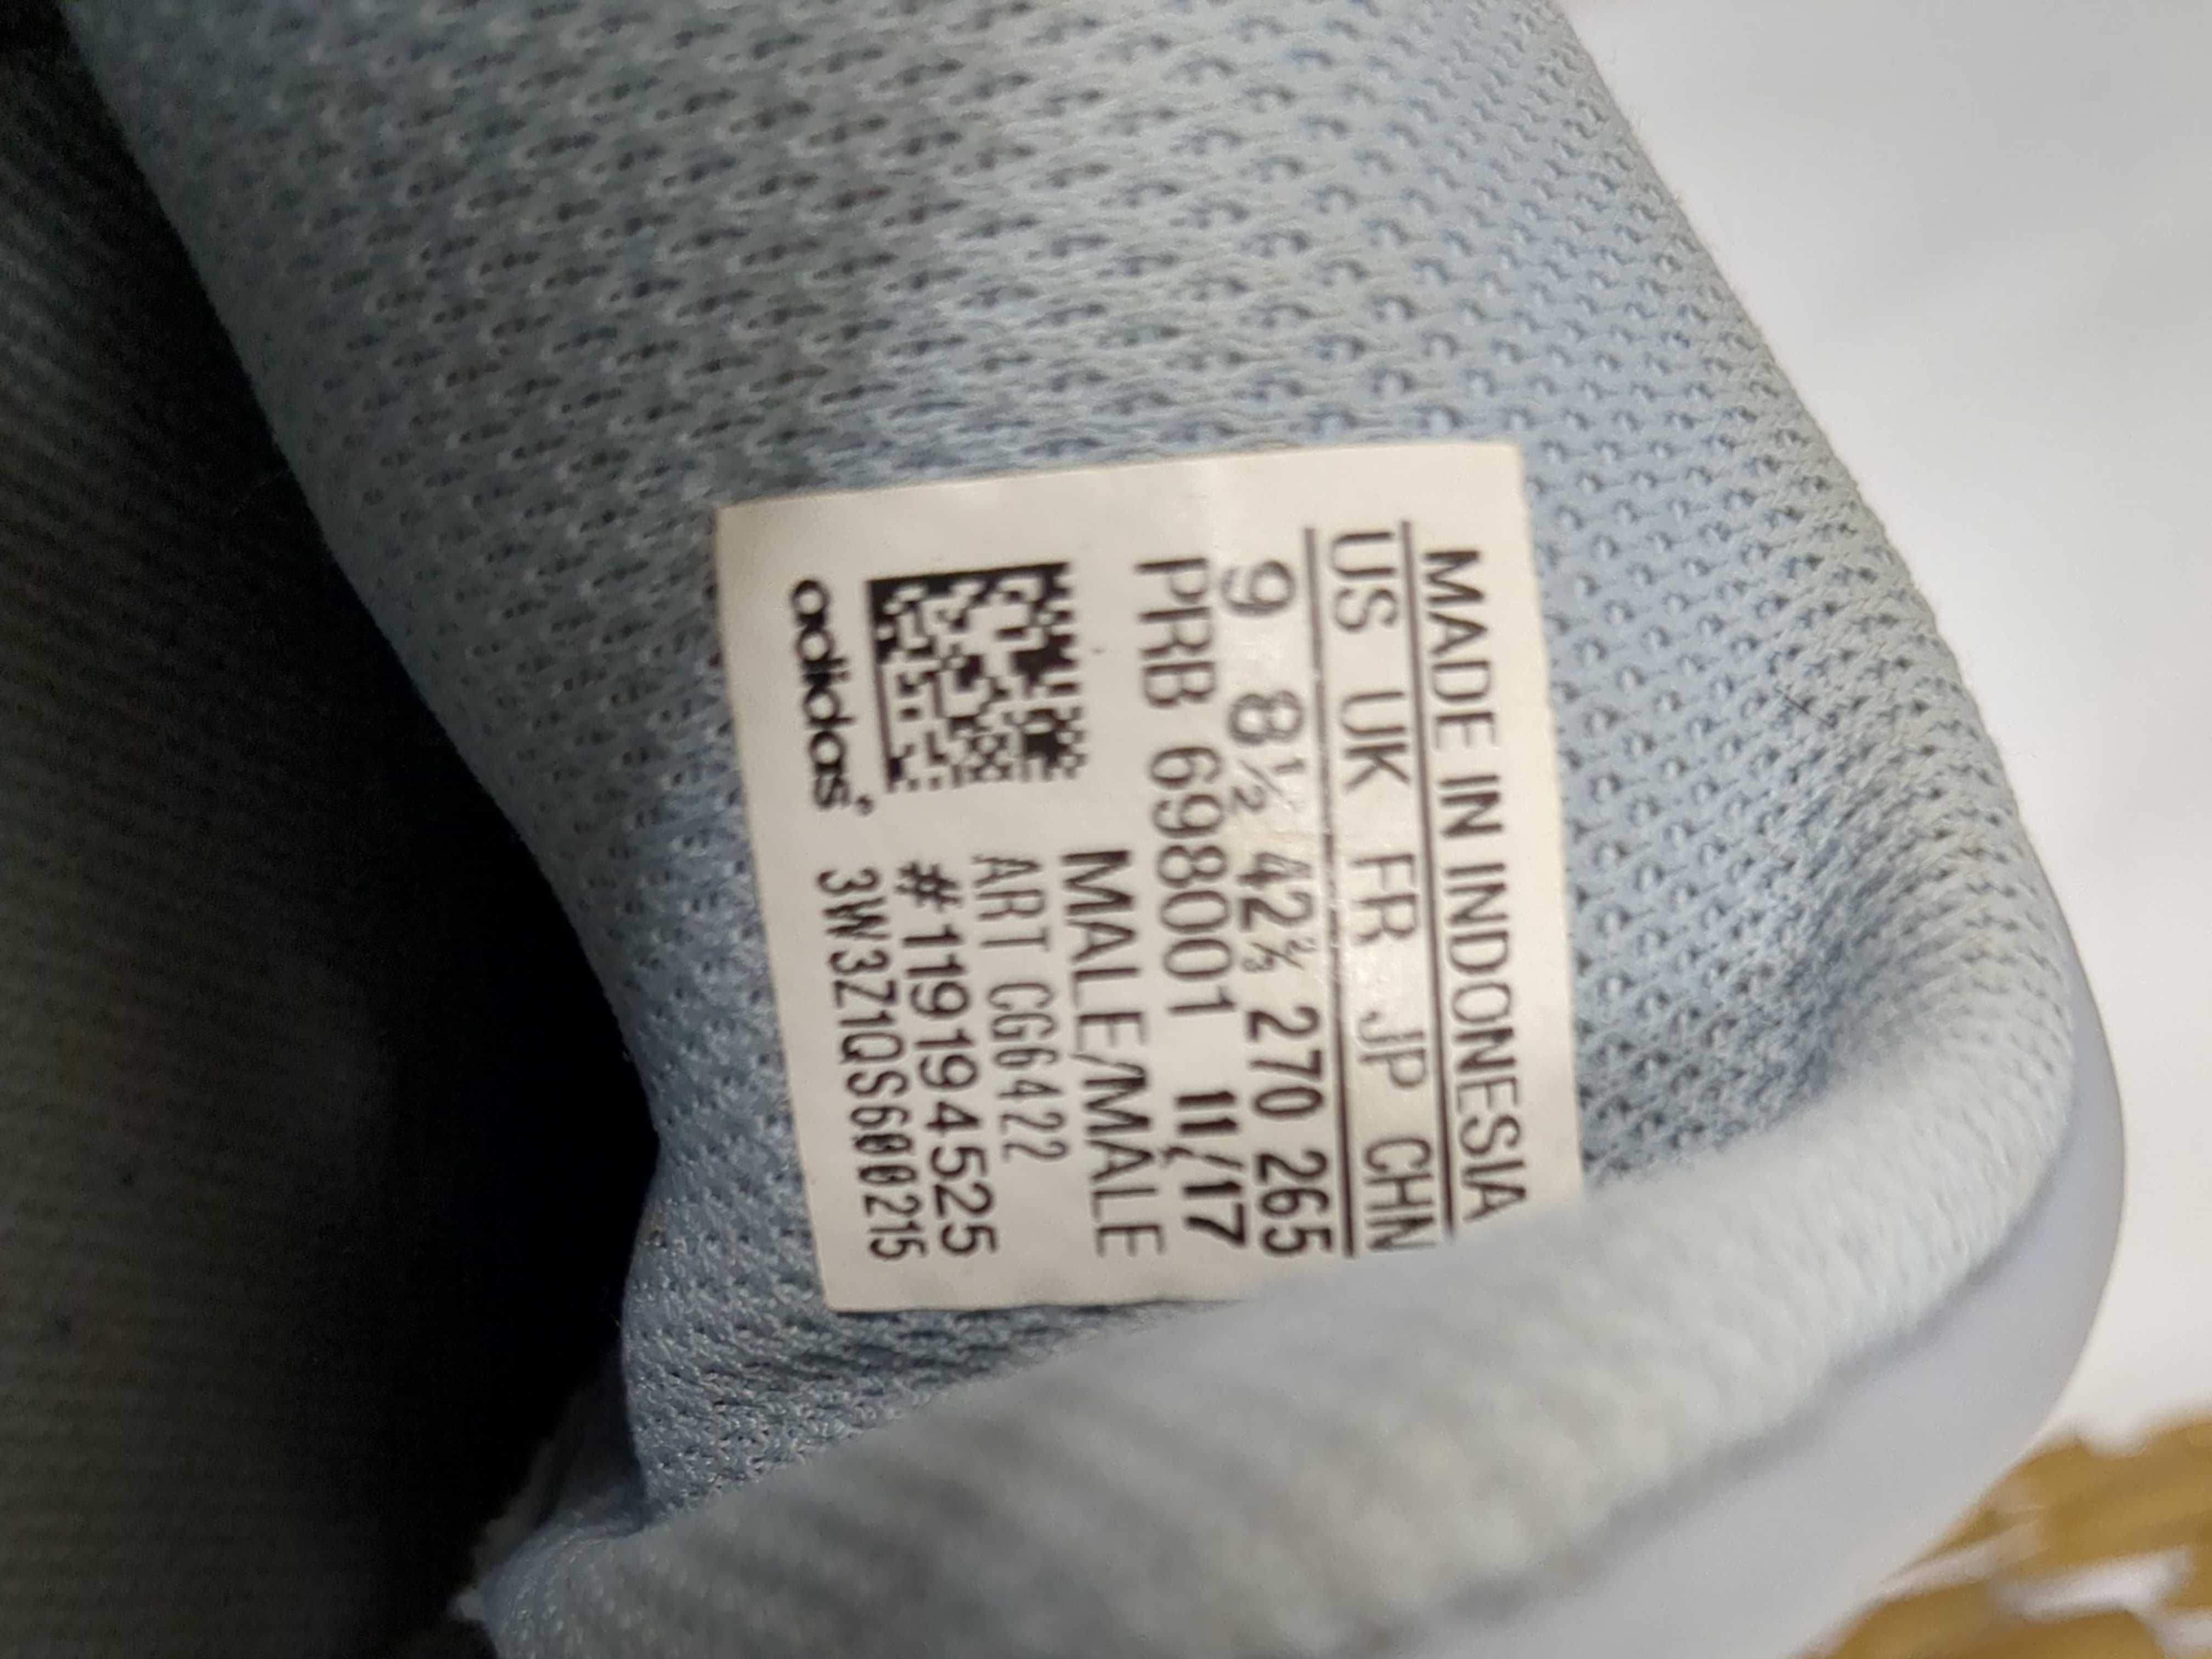 MADE IN INDONESIA
US UK FR JP CHN
9 8½ 42⅔ 270 265
PRB 698001 11/17
MALE/MALE
ART CG6422
#119194525
3W3Z1QS600215
adidas®